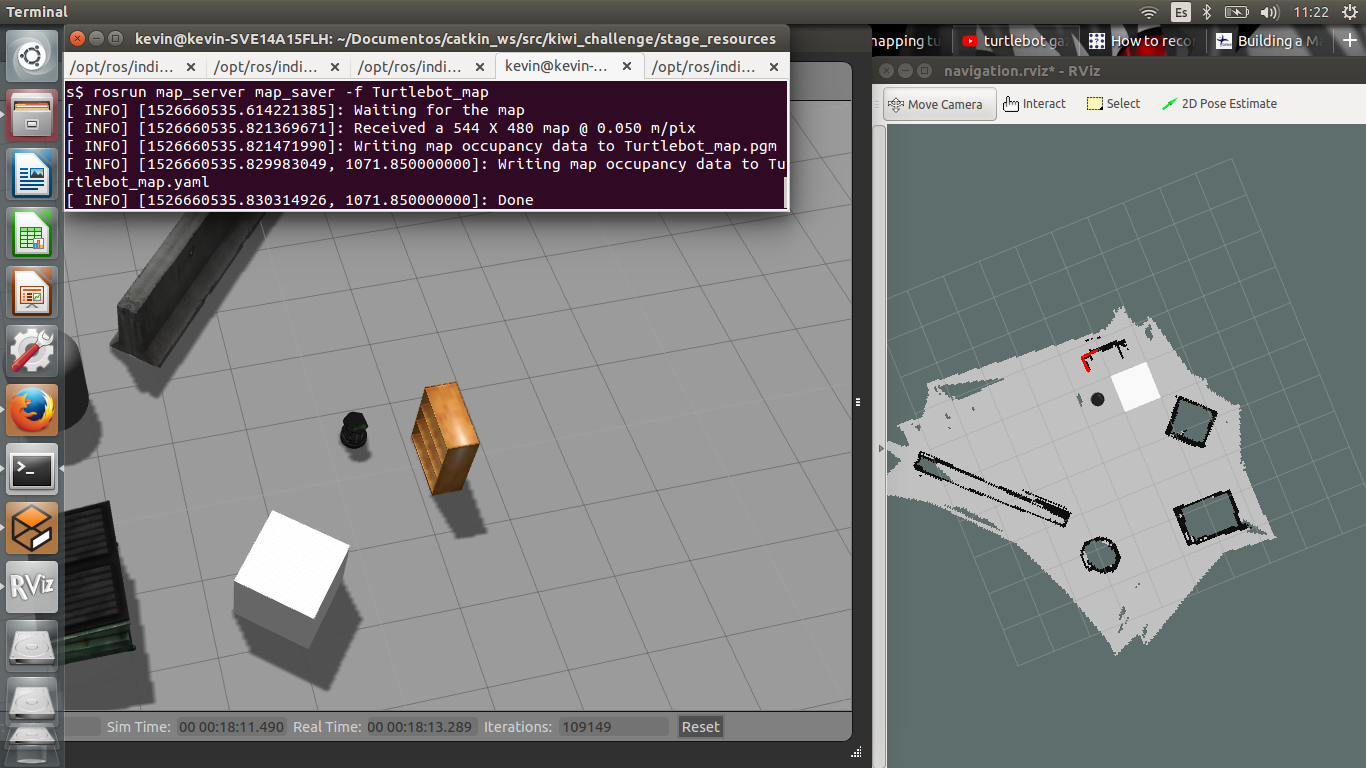 Terminal
Es
11:22
kevin@kevin-SVE14A15FLH: ~/Documentos/catkin_ws/src/kiwi_challenge/stage_resources
/opt/ros/indi... × /opt/ros/indi... × /opt/ros/indi... × kevin@kevin-... × /opt/ros/indi... ×
s$ rosrun map_server map_saver -f Turtlebot_map
[ INFO] [1526660535.614221385]: Waiting for the map
[ INFO] [1526660535.821369671]: Received a 544 X 480 map @ 0.050 m/pix
[ INFO] [1526660535.821471990]: Writing map occupancy data to Turtlebot_map.pgm
[ INFO] [1526660535.829983049, 1071.850000000]: Writing map occupancy data to Tu
rtlebot_map.yaml
[ INFO] [1526660535.830314926, 1071.850000000]: Done
mapping tu
turtlebot ga
How to reco
Building a Ma
navigation.rviz* - RViz
Move Camera
Interact
Select
2D Pose Estimate
RViz
Sim Time: 00 00:18:11.490 Real Time: 00 00:18:13.289 Iterations: 109149 Reset